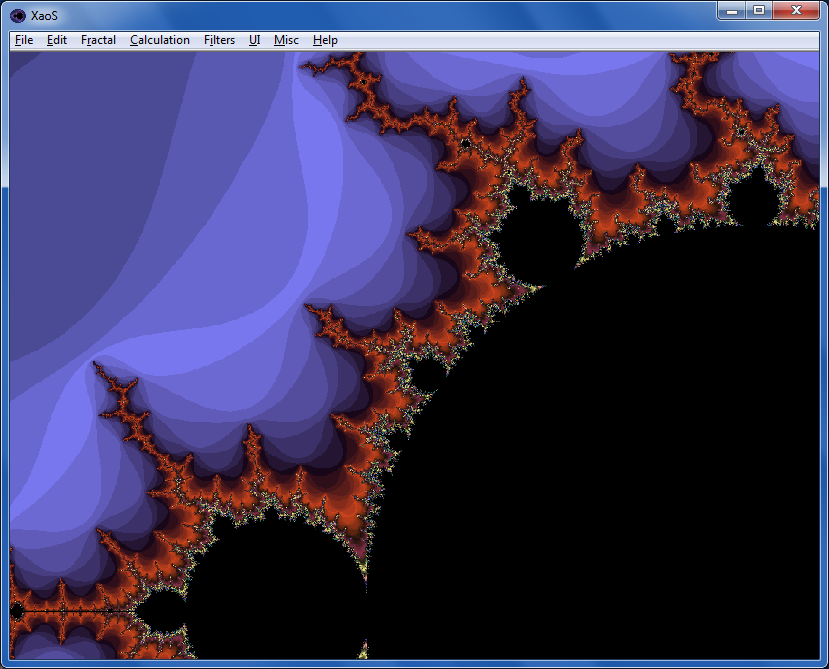 XaoS
File Edit Fractal Calculation Filters UI Misc Help